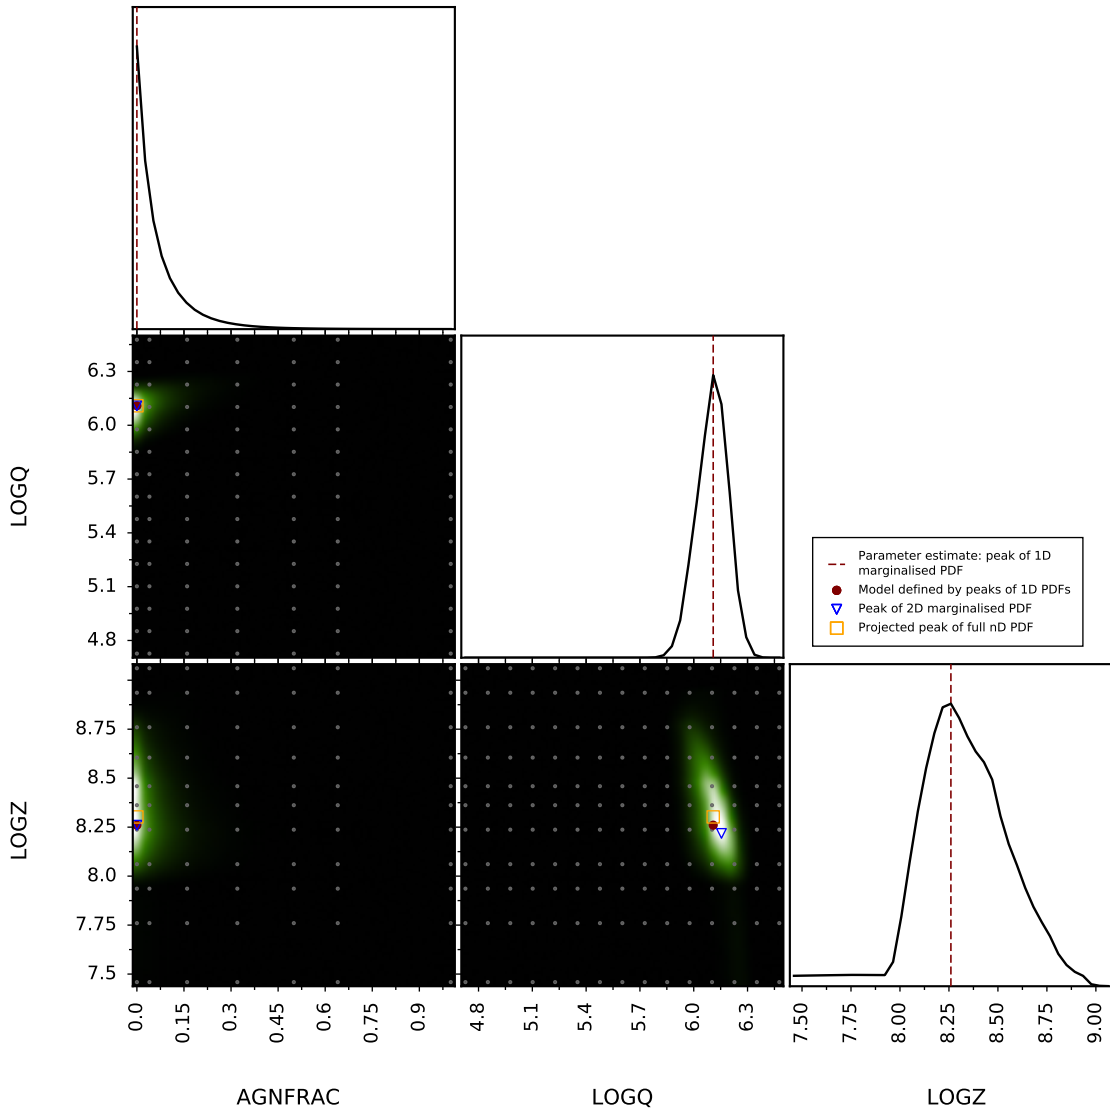 6.3
6.0
5.7
5.4
5.1
4.8
LOGQ
Parameter estimate: peak of 1D
marginalised PDF
Model defined by peaks of 1D PDFs
Peak of 2D marginalised PDF
Projected peak of full nD PDF
8.75
8.5
8.25
8.0
7.75
7.5
LOGZ
0.0 0.15 0.3 0.45 0.6 0.75 0.9
4.8 5.1 5.4 5.7 6.0 6.3
7.50 7.75 8.00 8.25 8.50 8.75 9.00
AGNFRAC LOGQ LOGZ